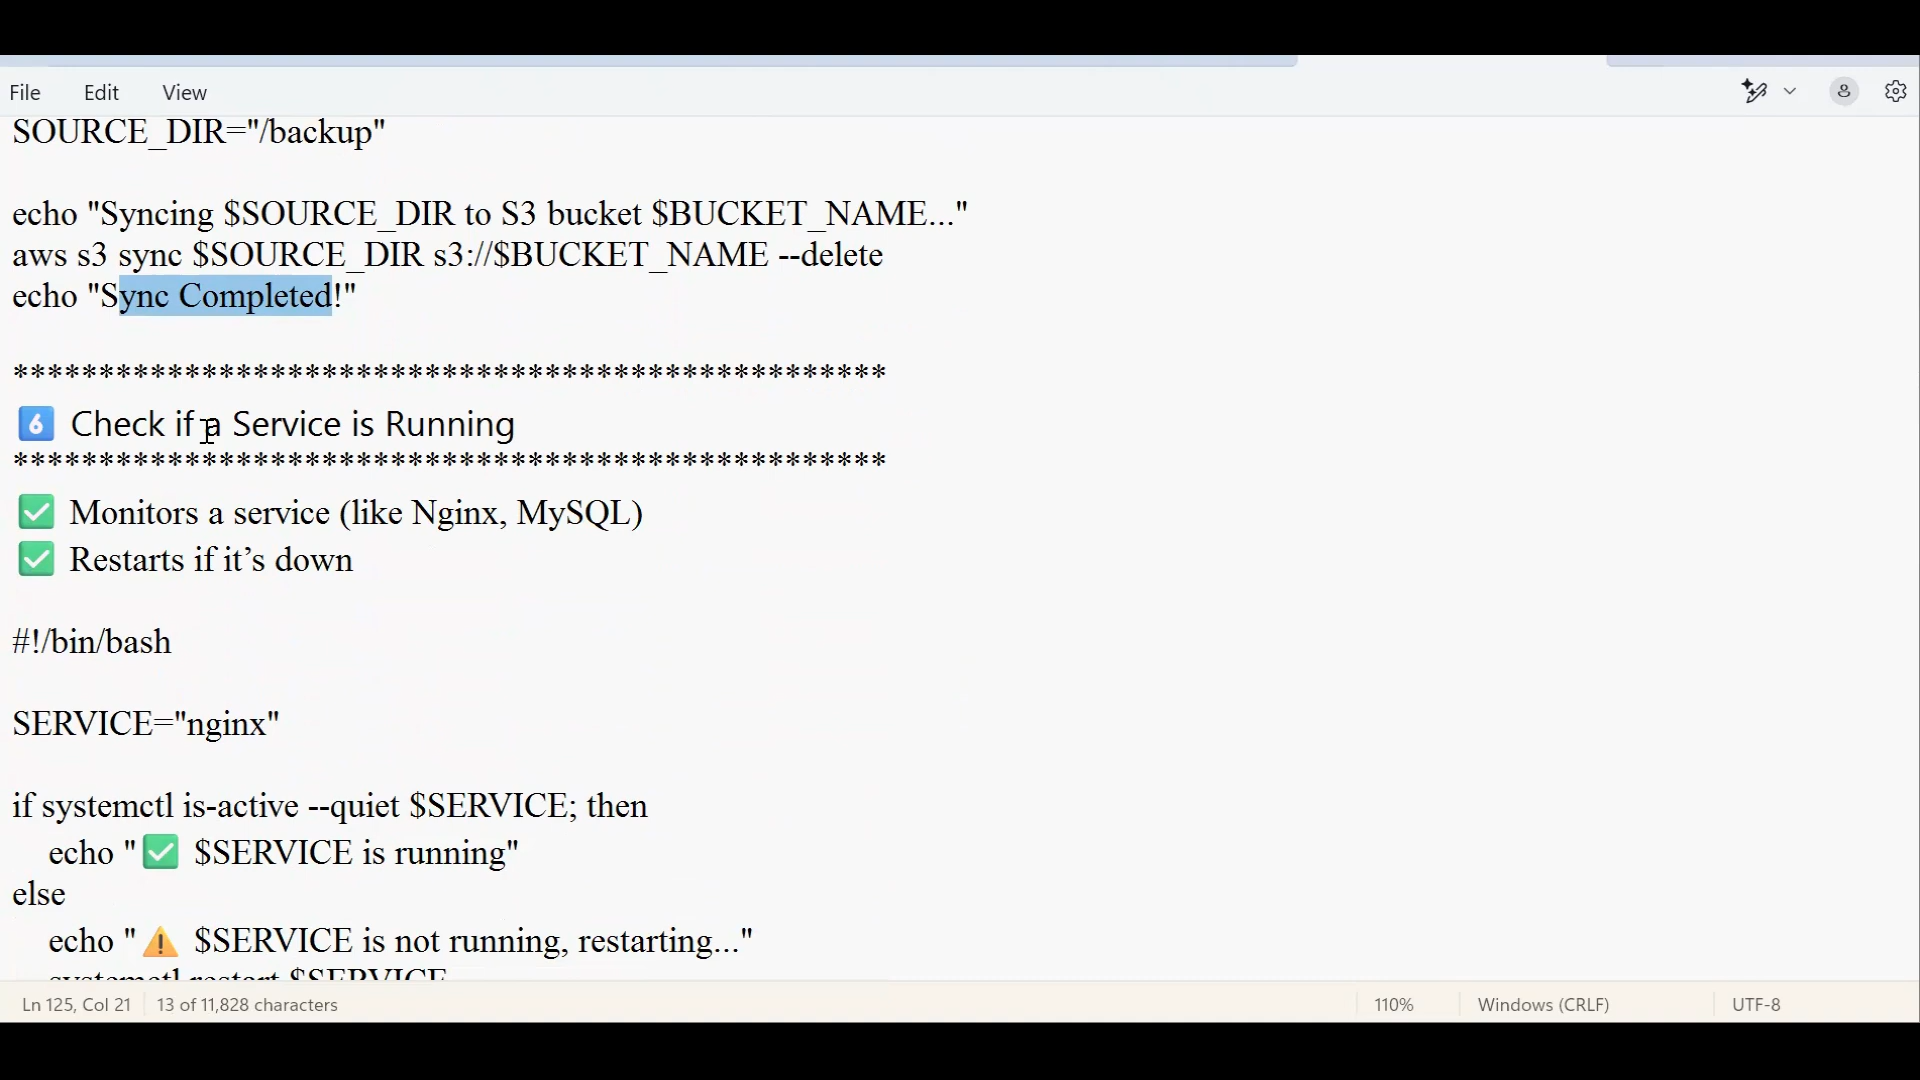 File Edit View
SOURCE_DIR="/backup"
echo "Syncing $SOURCE_DIR to S3 bucket $BUCKET_NAME..."
aws s3 sync $SOURCE_DIR s3://$BUCKET_NAME --delete
echo "Sync Completed!"
***************************************************
6️⃣ Check if a Service is Running
***************************************************
✅ Monitors a service (like Nginx, MySQL)
✅ Restarts if it’s down
#!/bin/bash
SERVICE="nginx"
if systemctl is-active --quiet $SERVICE; then
echo "✅ $SERVICE is running"
else
echo "⚠️ $SERVICE is not running, restarting..."
systemctl restart $SERVICE
Ln 125, Col 21 13 of 11,828 characters 110% Windows (CRLF) UTF-8